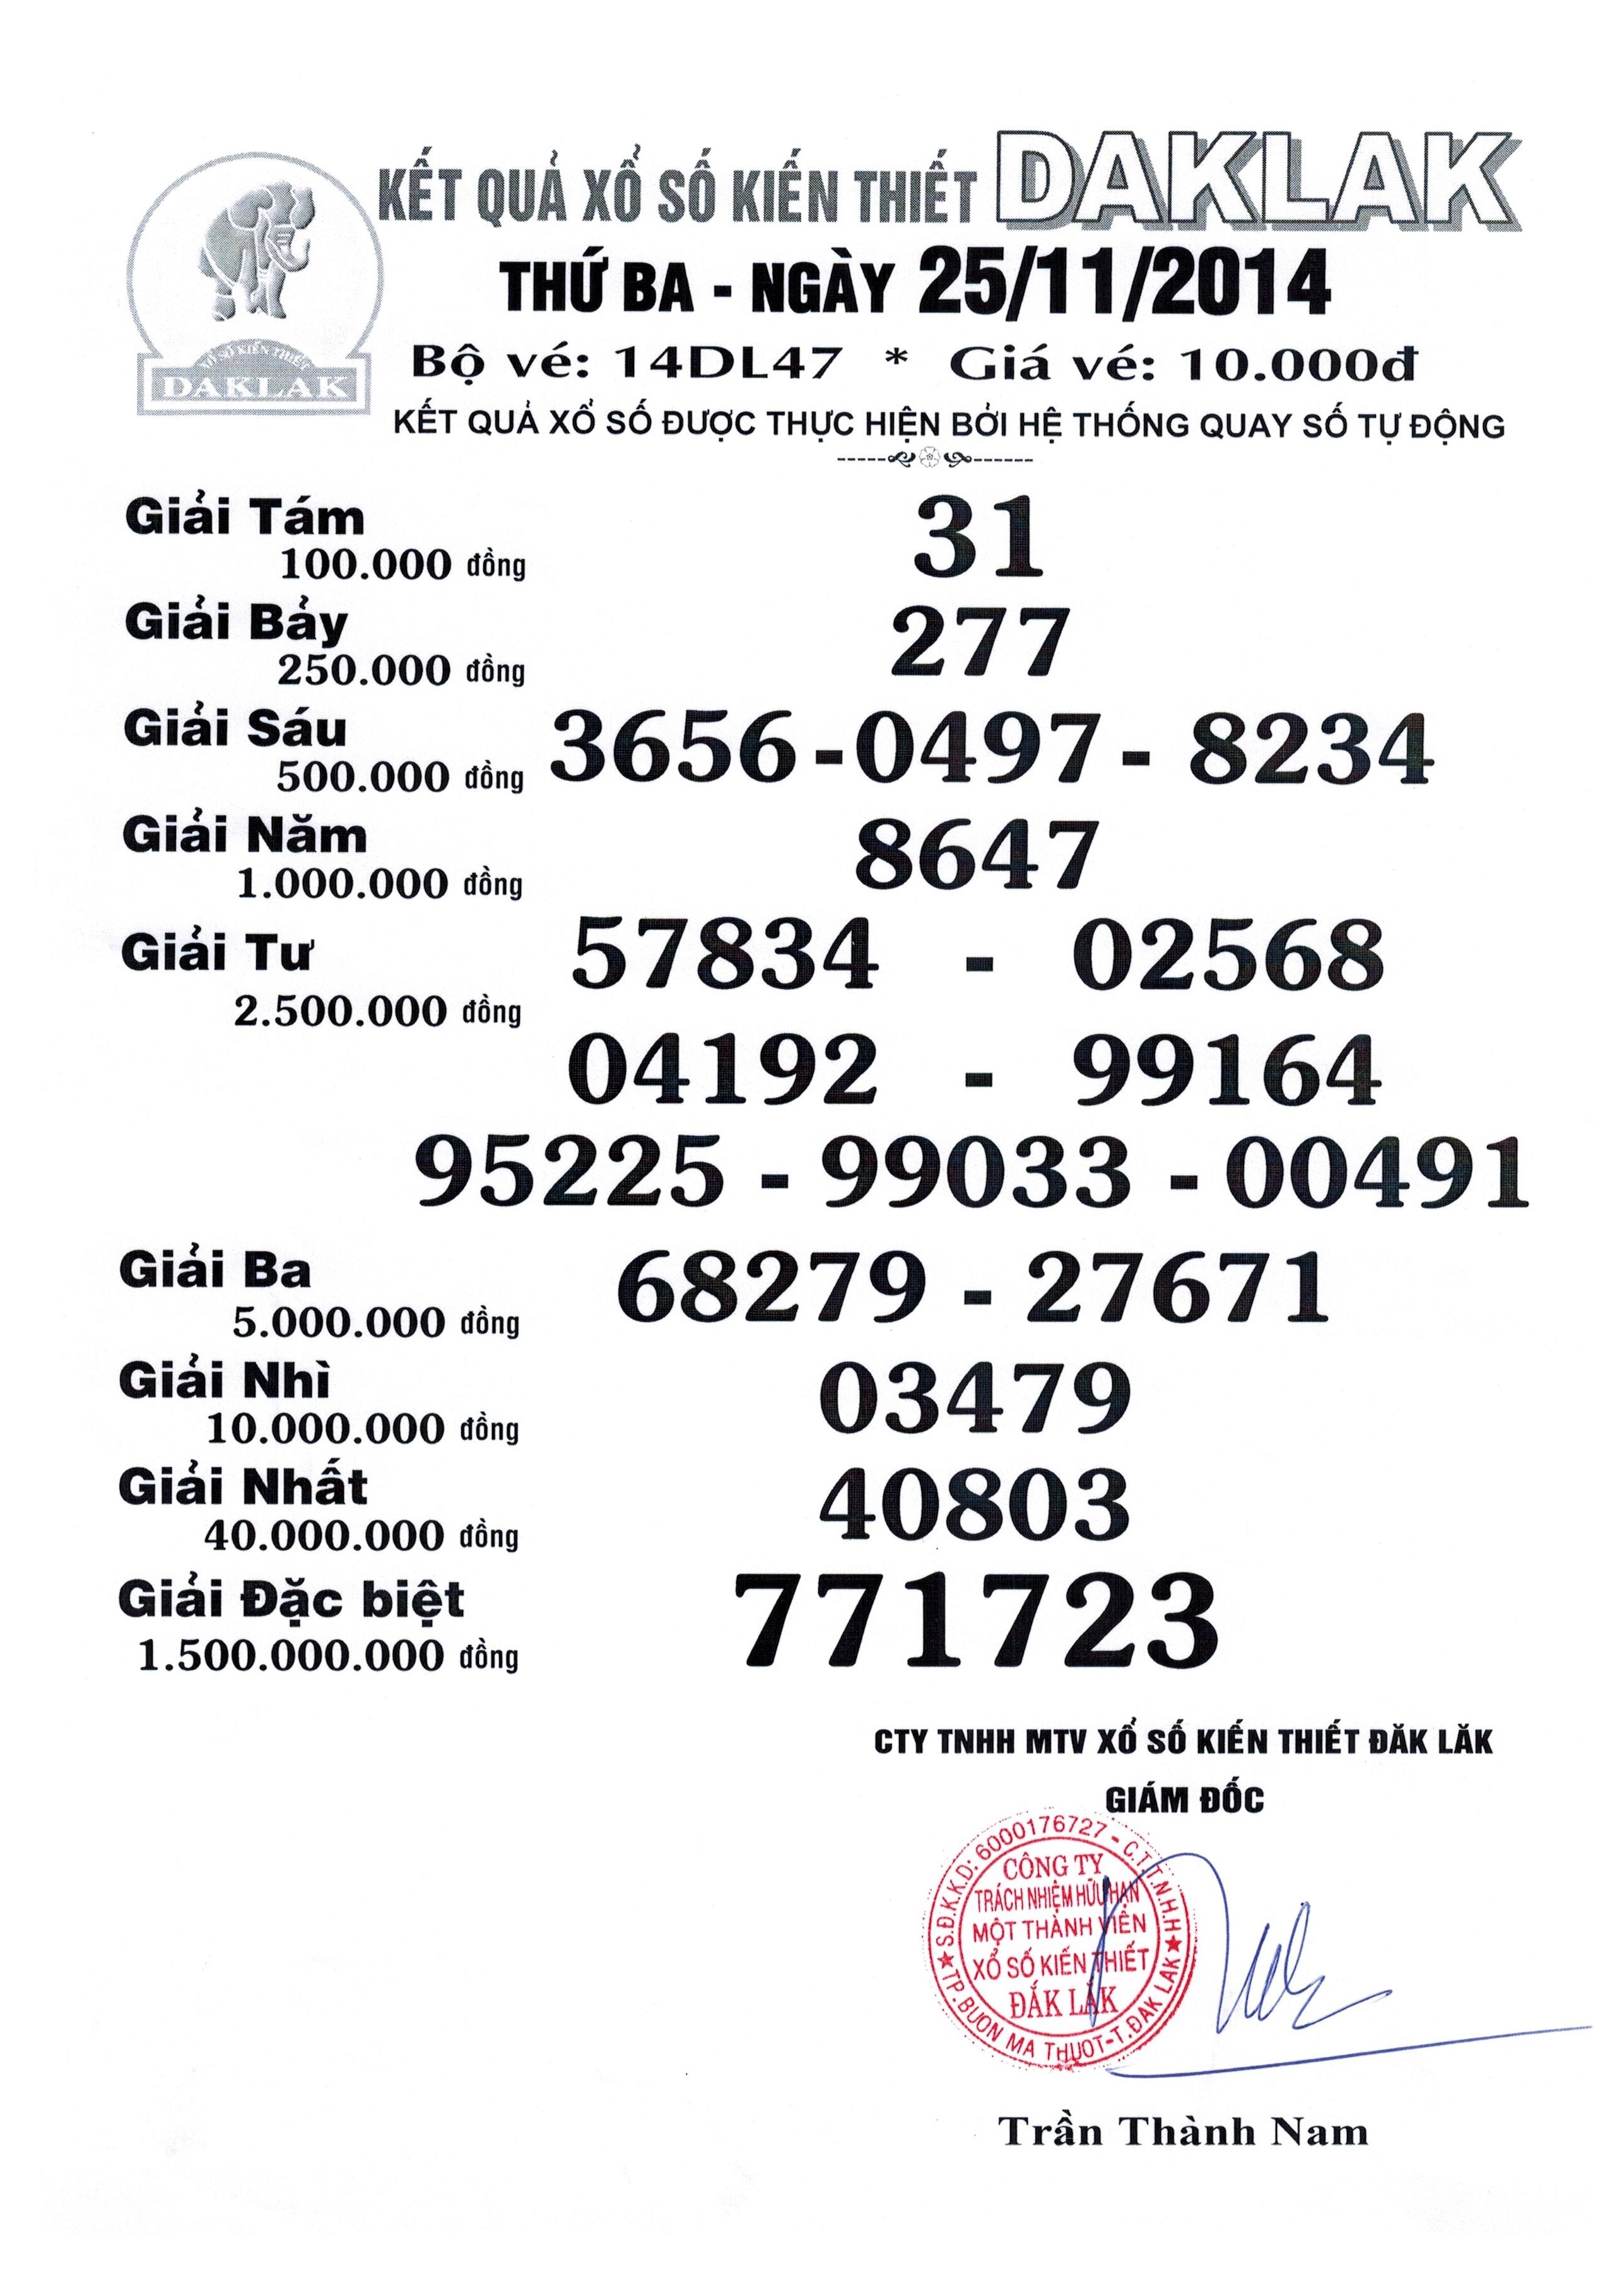 KẾT QUẢ XỔ SỐ KIẾN THIẾT DAKLAK
THỨ BA - NGÀY 25/11/2014
Bộ vé: 14DL47 * Giá vé: 10.000đ
KẾT QUẢ XỔ SỐ ĐƯỢC THỰC HIỆN BỞI HỆ THỐNG QUAY SỐ TỰ ĐỘNG
XỔ SỐ KIẾN THIẾT
DAKLAK
Giải Tám
100.000 đồng
31
Giải Bảy
250.000 đồng
277
Giải Sáu
500.000 đồng
3656 - 0497 - 8234
Giải Năm
1.000.000 đồng
8647
Giải Tư
2.500.000 đồng
57834 - 02568
04192 - 99164
95225 - 99033 - 00491
Giải Ba
5.000.000 đồng
68279 - 27671
Giải Nhì
10.000.000 đồng
03479
Giải Nhất
40.000.000 đồng
40803
Giải Đặc biệt
1.500.000.000 đồng
771723
CTY TNHH MTV XỔ SỐ KIẾN THIẾT ĐĂK LĂK
GIÁM ĐỐC
S.Đ.K.K.D: 6000176727 - C.T.T.N.H.H
CÔNG TY
TRÁCH NHIỆM HỮU HẠN
MỘT THÀNH VIÊN
XỔ SỐ KIẾN THIẾT
ĐẮK LẮK
TP.BUÔN MA THUỘT-T.ĐAK LAK
Trần Thành Nam